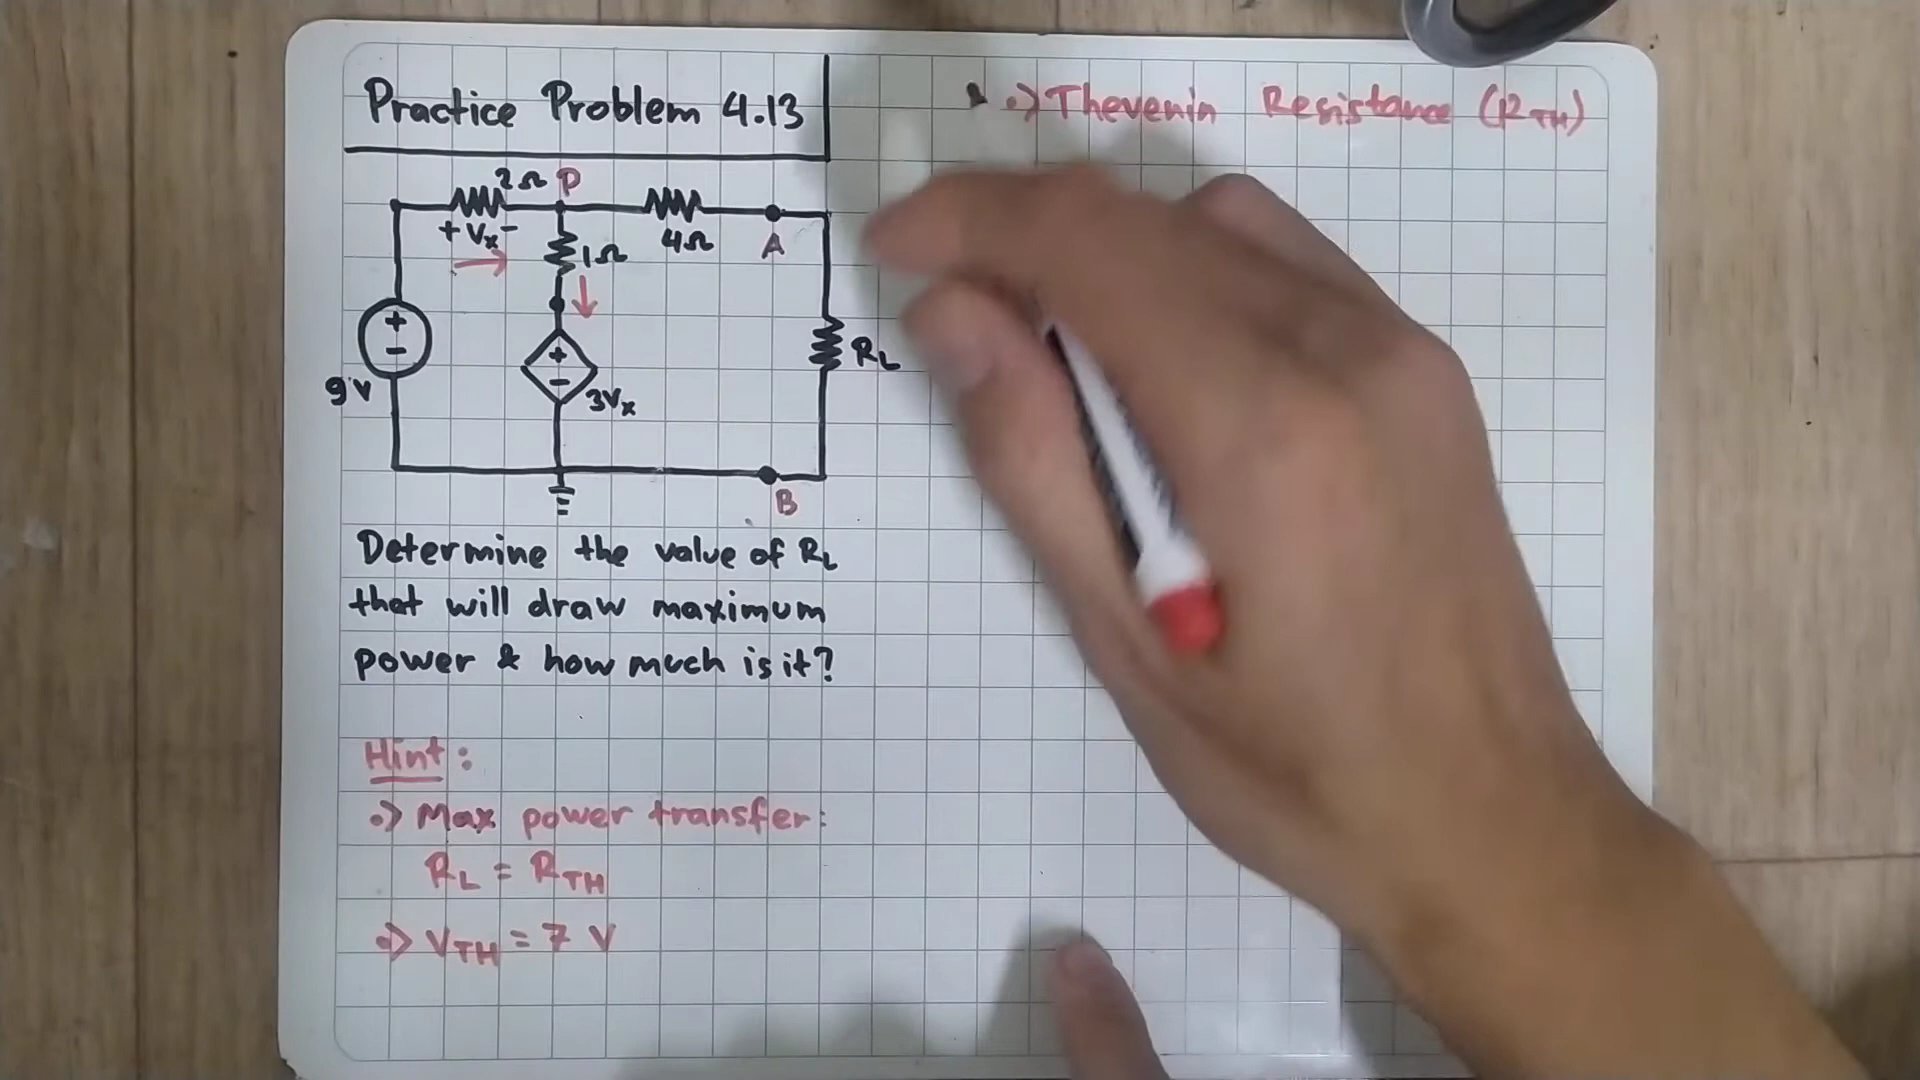 Practice Problem 4.13
2Ω P
+ Vx -
1Ω
4Ω
A
+
-
9V
+
-
3Vx
RL
B
Determine the value of RL
that will draw maximum
power & how much is it?
Hint:
•) Max power transfer:
RL = RTH
•) VTH = 7 V
•) Thevenin Resistance (RTH)